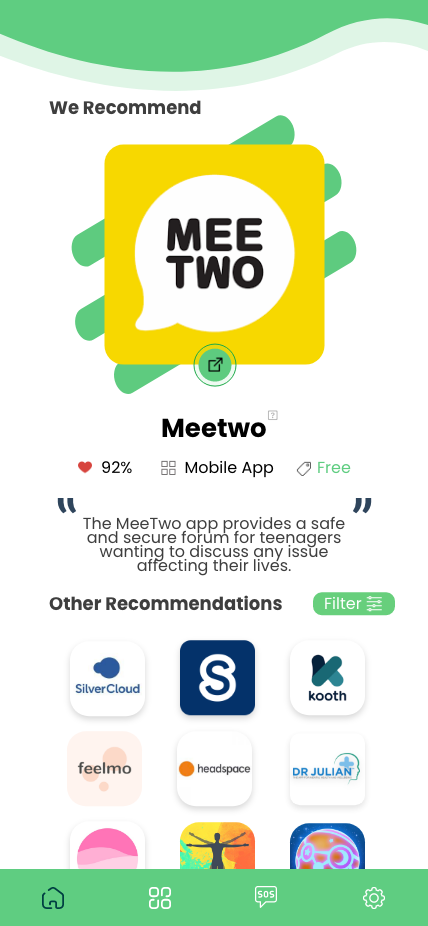 We Recommend
MEE
TWO
Meetwo
?
92%
Mobile App
Free
"
"
The MeeTwo app provides a safe
and secure forum for teenagers
wanting to discuss any issue
affecting their lives.
Other Recommendations
Filter
SilverCloud
S
kooth
feelmo
headspace
DR JULIAN
SOS